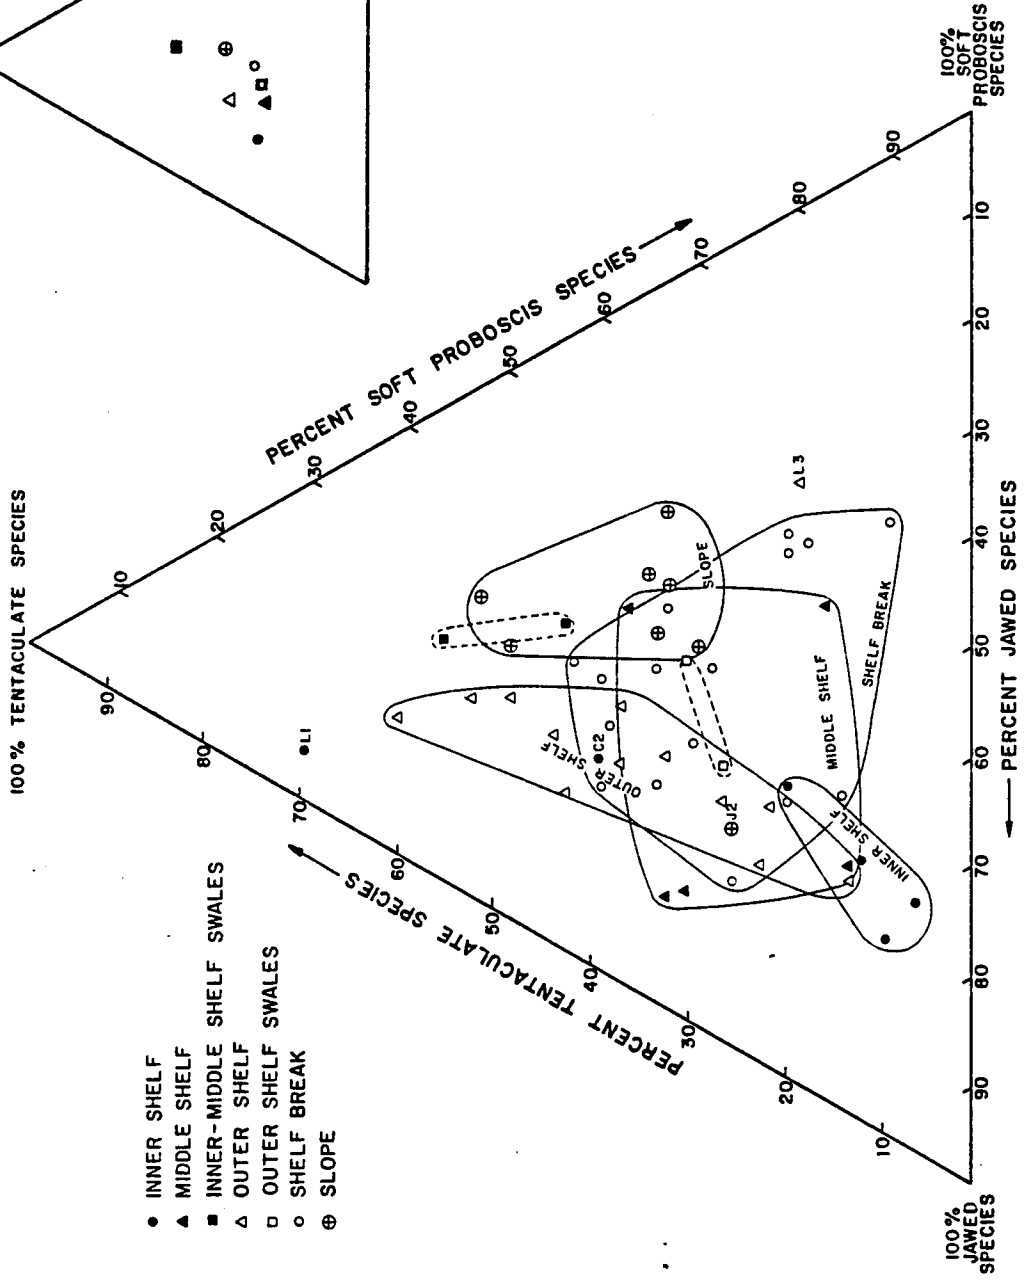 INNER SHELF
MIDDLE SHELF
INNER-MIDDLE SHELF SWALES
OUTER SHELF
OUTER SHELF SWALES
SHELF BREAK
SLOPE
100% TENTACULATE SPECIES
PERCENT TENTACULATE SPECIES
90
80
70
60
50
40
30
20
10
PERCENT SOFT PROBOSCIS SPECIES
10
20
30
40
50
60
70
80
90
L1
C2
J2
L3
OUTER SHELF
SLOPE
MIDDLE SHELF
SHELF BREAK
INNER SHELF
100%
JAWED
SPECIES
90
80
70
60
50
40
30
20
10
PERCENT JAWED SPECIES
100%
SOFT
PROBOSCIS
SPECIES